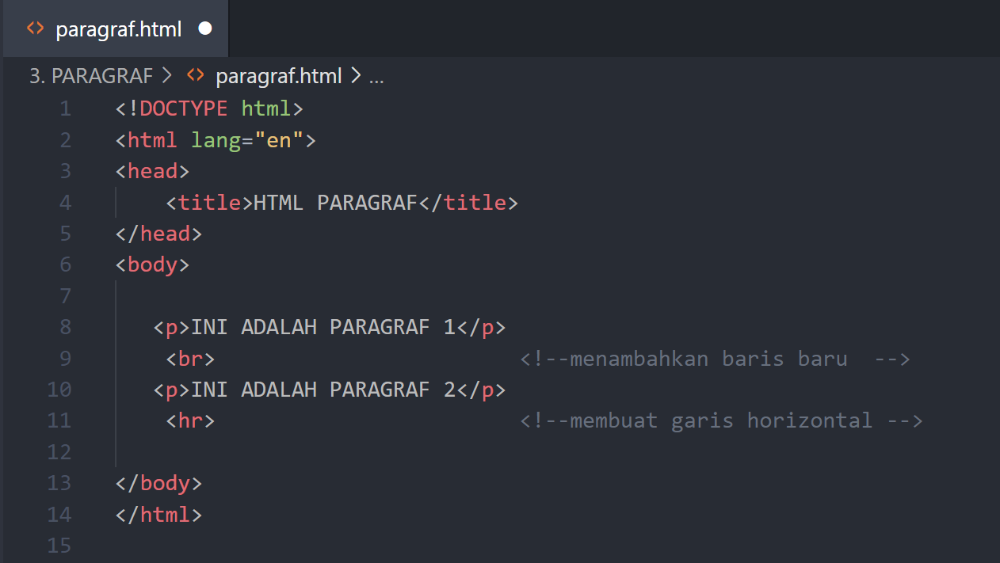 paragraf.html
3. PARAGRAF > <> paragraf.html > ...
1 <!DOCTYPE html>
2 <html lang="en">
3 <head>
4     <title>HTML PARAGRAF</title>
5 </head>
6 <body>
7
8    <p>INI ADALAH PARAGRAF 1</p>
9     <br>                        <!--menambahkan baris baru  -->
10    <p>INI ADALAH PARAGRAF 2</p>
11     <hr>                        <!--membuat garis horizontal -->
12
13 </body>
14 </html>
15